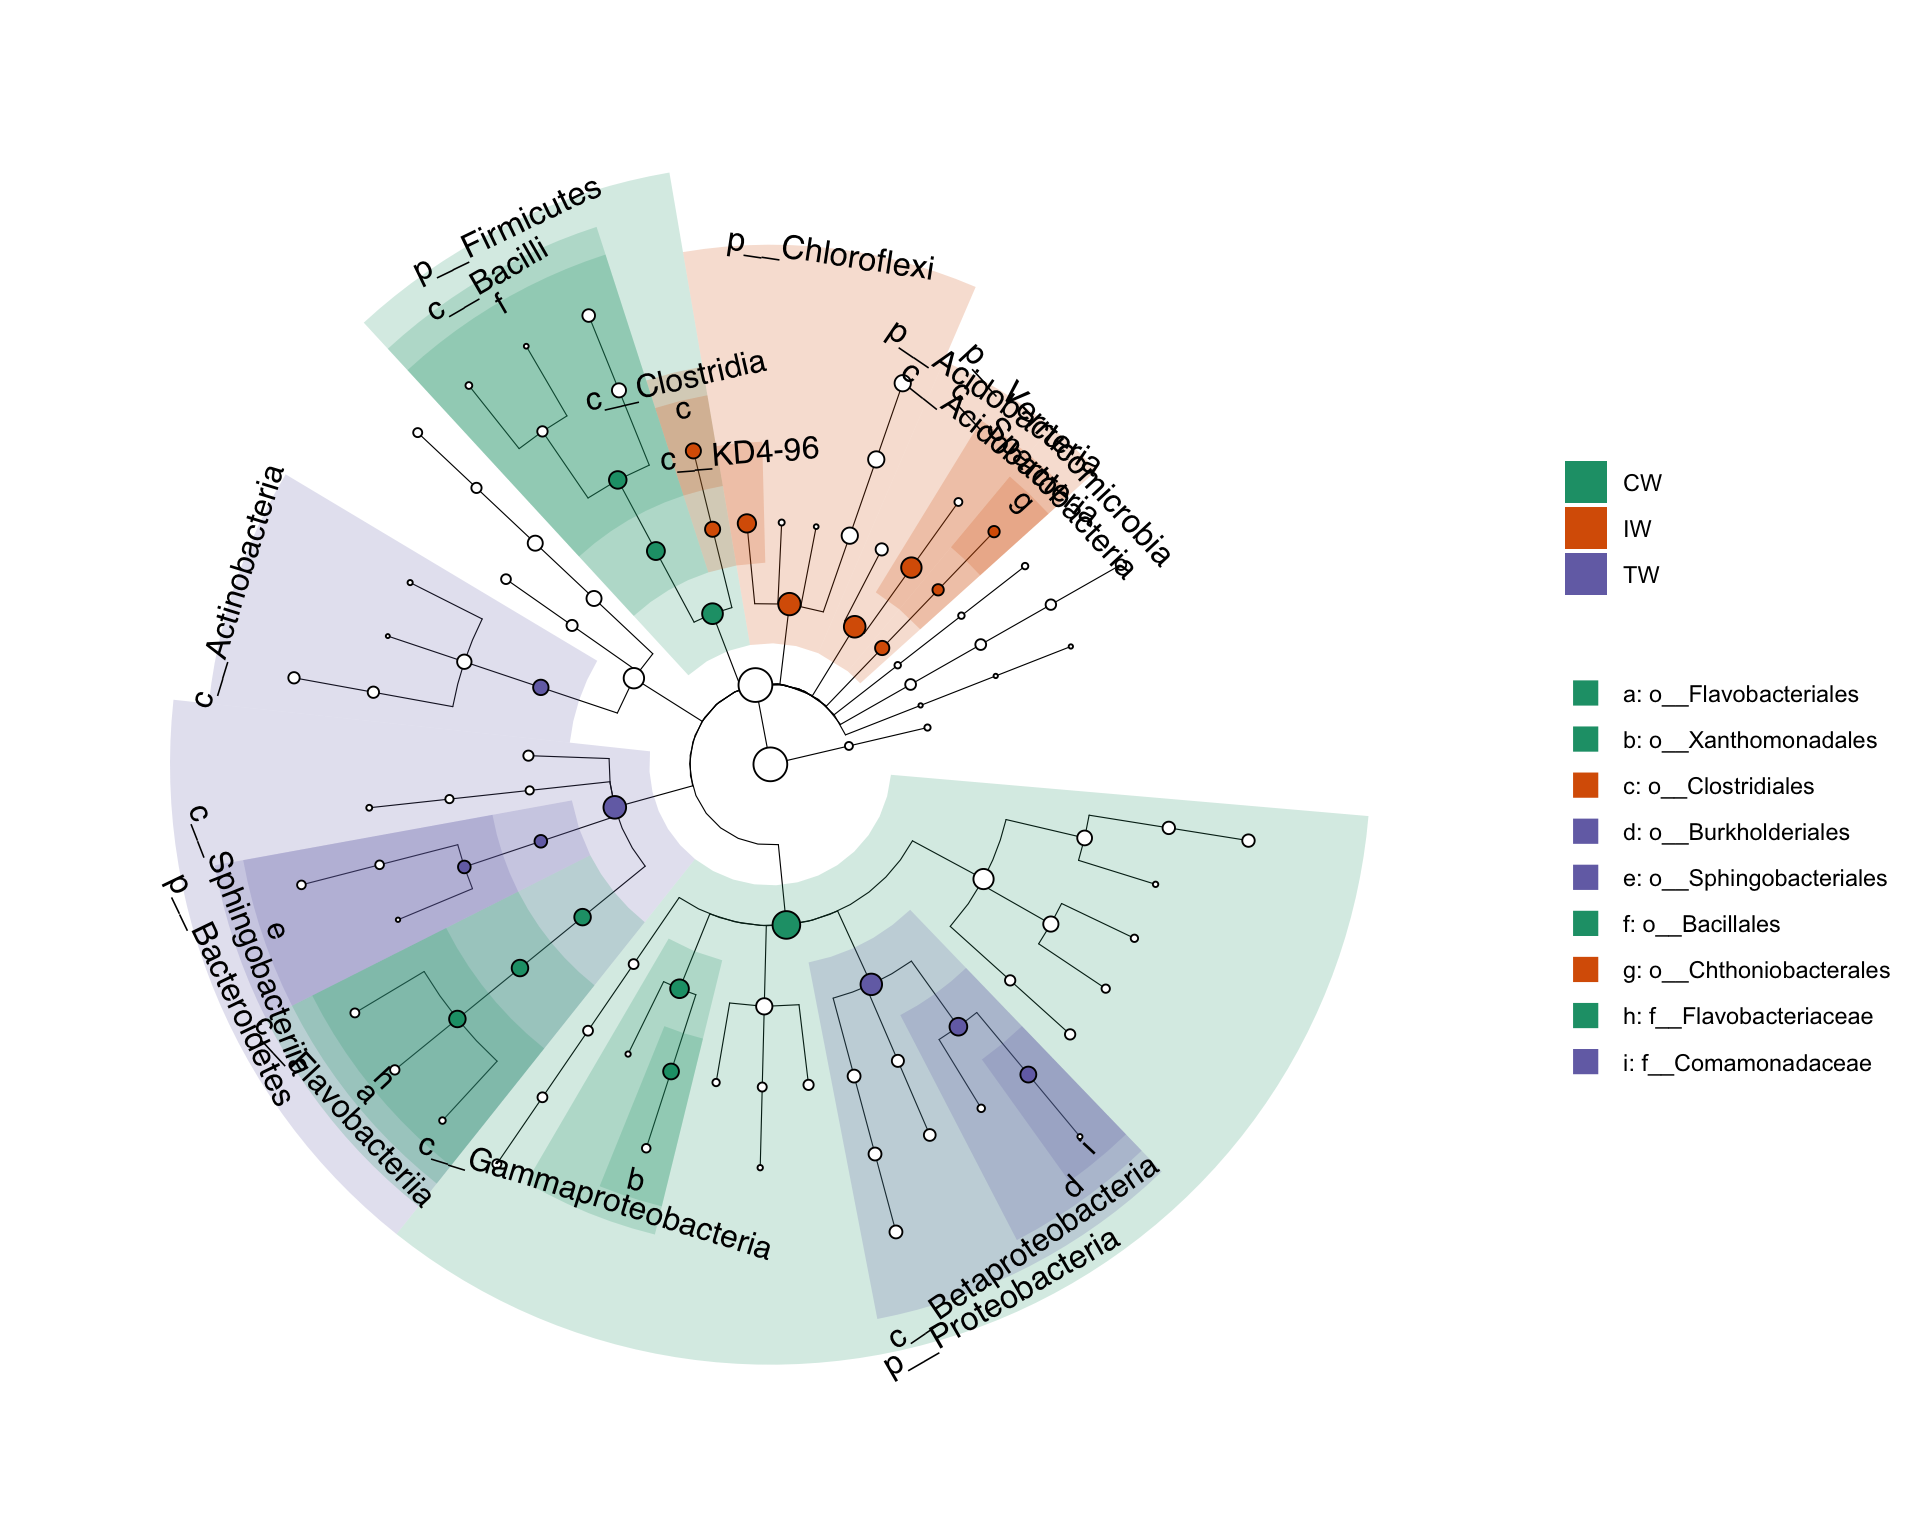 p__Firmicutes
c__Bacilli
f
p__Chloroflexi
c__Clostridia
c
c__KD4-96
p__Acidobacteria
c__Acidobacteria
p__Verrucomicrobia
c__Spartobacteria
g
c__Actinobacteria
c__Sphingobacteriia
p__Bacteroidetes
e
c__Flavobacteriia
a
h
c__Gammaproteobacteria
b
i
d
c__Betaproteobacteria
p__Proteobacteria
CW
IW
TW
a: o__Flavobacteriales
b: o__Xanthomonadales
c: o__Clostridiales
d: o__Burkholderiales
e: o__Sphingobacteriales
f: o__Bacillales
g: o__Chthoniobacterales
h: f__Flavobacteriaceae
i: f__Comamonadaceae